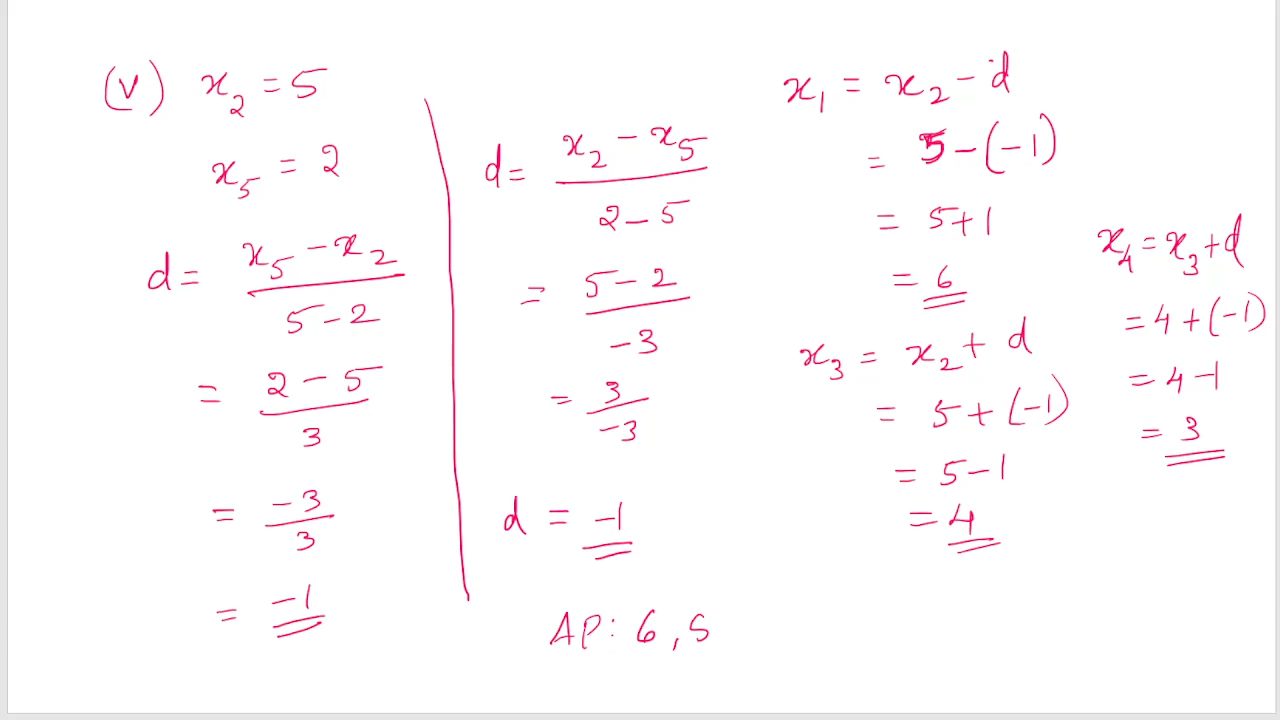 (V) x₂ = 5
x₅ = 2
d = (x₅ - x₂)/(5 - 2)
= (2 - 5)/3
= -3/3
= -1
d = (x₂ - x₅)/(2 - 5)
= (5 - 2)/-3
= 3/-3
d = -1
AP: 6, 5
x₁ = x₂ - d
= 5 - (-1)
= 5+1
= 6
x₃ = x₂ + d
= 5 + (-1)
= 5 - 1
= 4
x₄ = x₃ + d
= 4 + (-1)
= 4 - 1
= 3